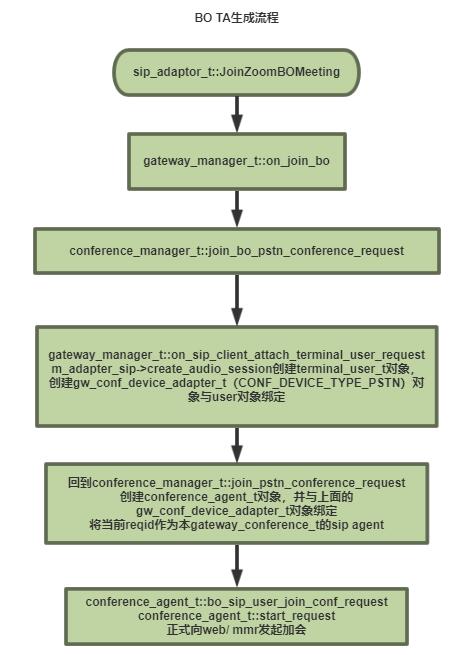 BO TA生成流程
sip_adaptor_t::JoinZoomBOMeeting
gateway_manager_t::on_join_bo
conference_manager_t::join_bo_pstn_conference_request
gateway_manager_t::on_sip_client_attach_terminal_user_request
m_adapter_sip->create_audio_session创建terminal_user_t对象，
创建gw_conf_device_adapter_t（CONF_DEVICE_TYPE_PSTN）对
象与user对象绑定
回到conference_manager_t::join_pstn_conference_request
创建conference_agent_t对象，并与上面的
gw_conf_device_adapter_t对象绑定
将当前reqid作为本gateway_conference_t的sip agent
conference_agent_t::bo_sip_user_join_conf_request
conference_agent_t::start_request
正式向web/ mmr发起加会